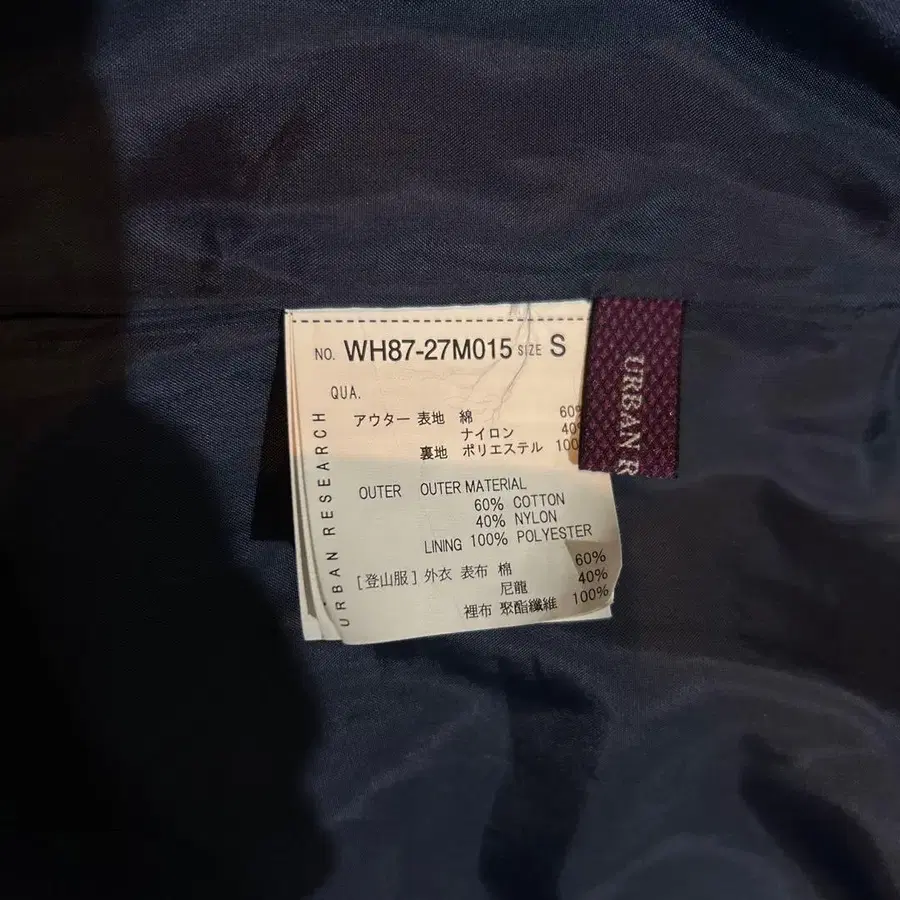 NO. WH87-27M015 SIZE S
QUA.
アウター 表地 綿 60%
ナイロン 40%
裏地 ポリエステル 100
OUTER OUTER MATERIAL
60% COTTON
40% NYLON
LINING 100% POLYESTER
[登山服] 外衣 表布 棉 60%
尼龍 40%
裡布 聚酯纖維 100%
URBAN RESEARCH
URBAN R